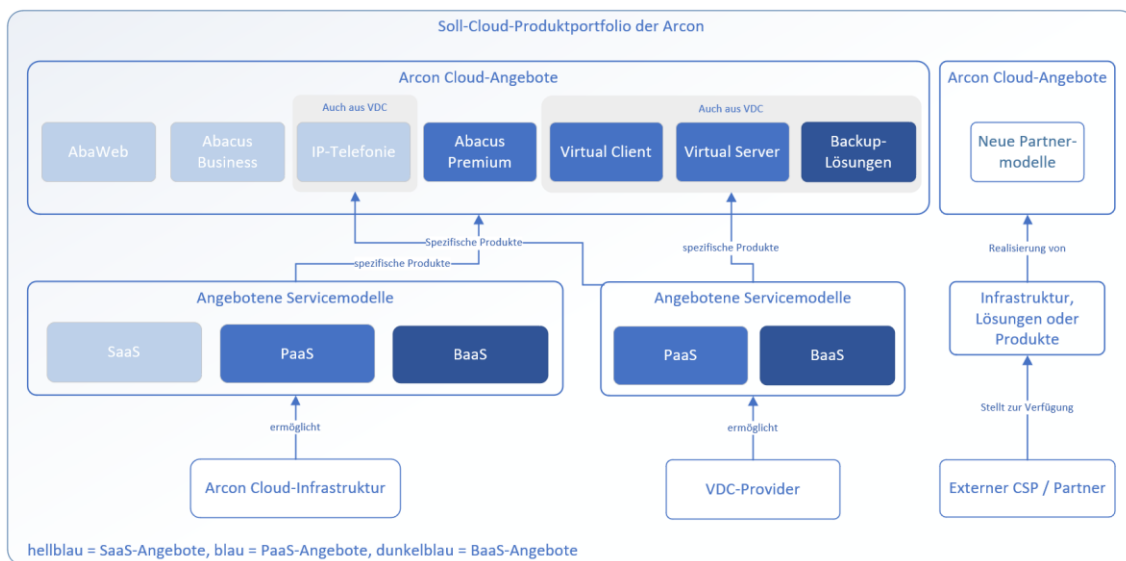 Soll-Cloud-Produktportfolio der Arcon
Arcon Cloud-Angebote
Auch aus VDC
Auch aus VDC
AbaWeb
Abacus
Business
IP-Telefonie
Abacus
Premium
Virtual Client
Virtual Server
Backup-
Lösungen
Arcon Cloud-Angebote
Neue Partner-
modelle
Spezifische Produkte
spezifische Produkte
spezifische Produkte
Realisierung von
Angebotene Servicemodelle
SaaS
PaaS
BaaS
Angebotene Servicemodelle
PaaS
BaaS
Infrastruktur,
Lösungen oder
Produkte
ermöglicht
ermöglicht
Stellt zur Verfügung
Arcon Cloud-Infrastruktur
VDC-Provider
Externer CSP / Partner
hellblau = SaaS-Angebote, blau = PaaS-Angebote, dunkelblau = BaaS-Angebote